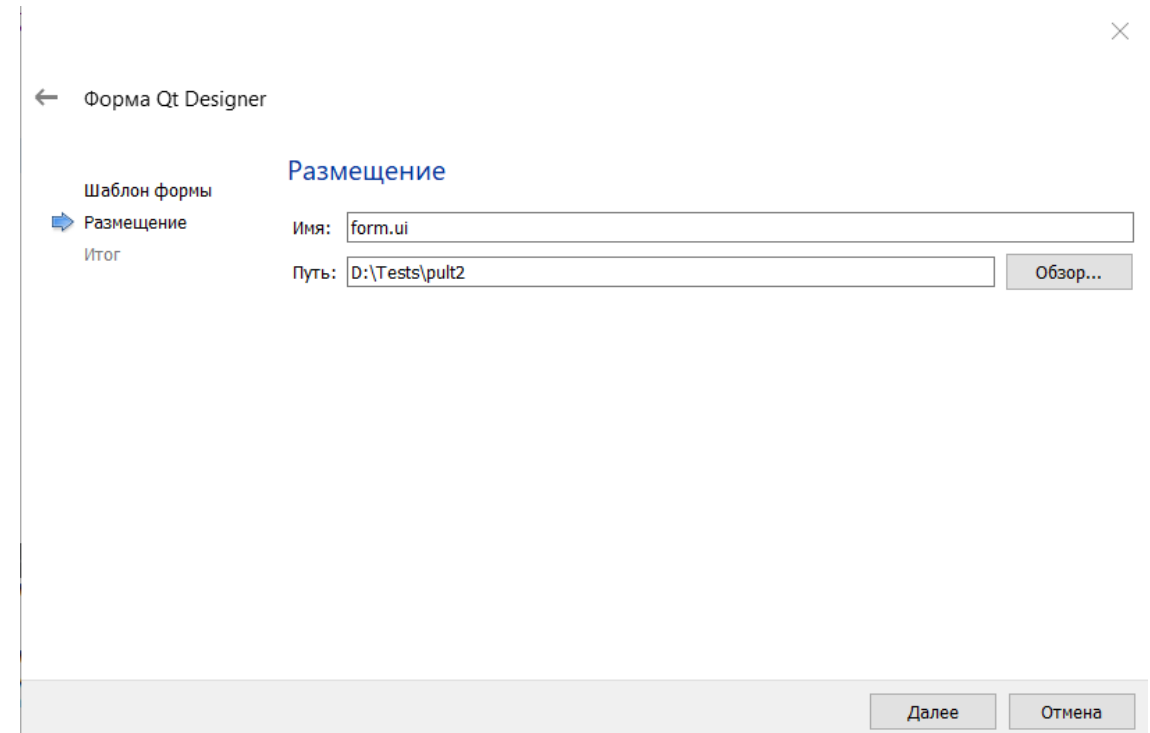 Форма Qt Designer
Размещение
Шаблон формы
Размещение
Итог
Имя: form.ui
Путь: D:\Tests\pult2 Обзор...
Далее Отмена